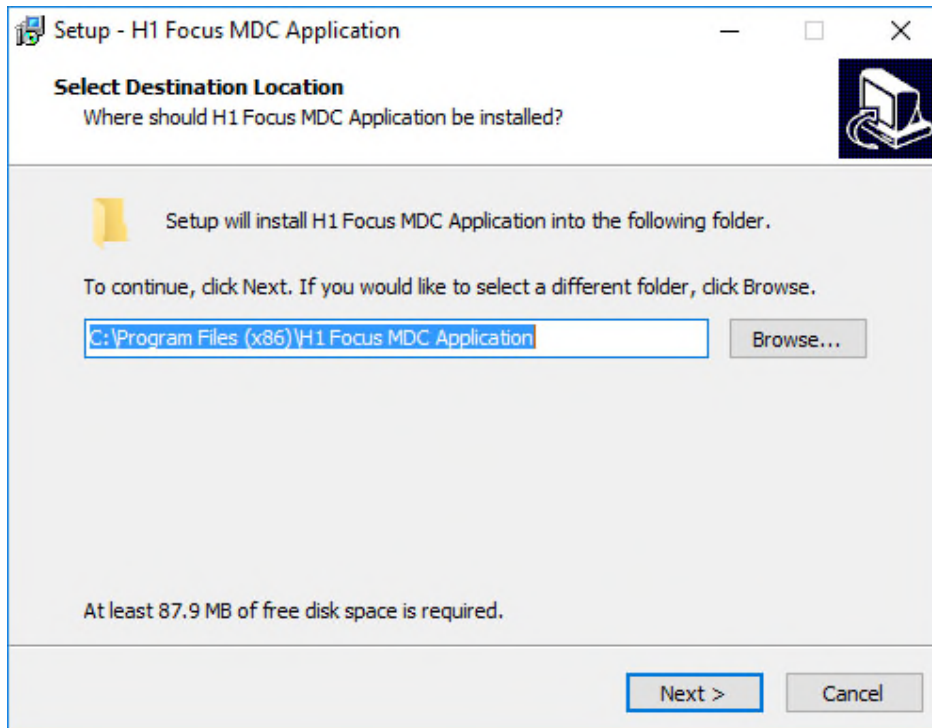 Setup - H1 Focus MDC Application
Select Destination Location
Where should H1 Focus MDC Application be installed?
Setup will install H1 Focus MDC Application into the following folder.
To continue, click Next. If you would like to select a different folder, click Browse.
C:\Program Files (x86)\H1 Focus MDC Application
Browse...
At least 87.9 MB of free disk space is required.
Next >
Cancel